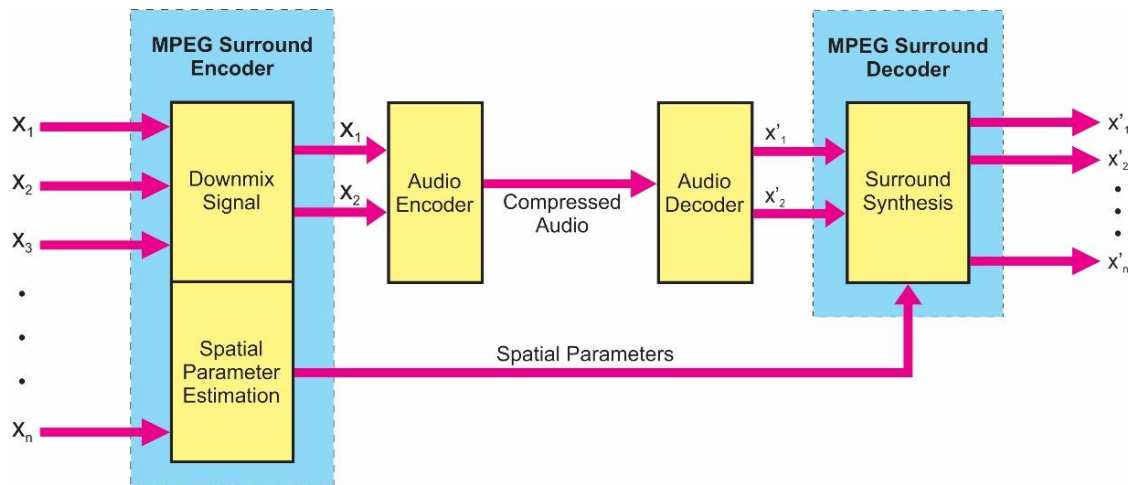 MPEG Surround
Encoder
MPEG Surround
Decoder
X₁
X₂
X₃
Xₙ
Downmix
Signal
Spatial
Parameter
Estimation
X₁
X₂
Audio
Encoder
Compressed
Audio
Audio
Decoder
x'₁
x'₂
Surround
Synthesis
x'₁
x'₂
x'ₙ
Spatial Parameters